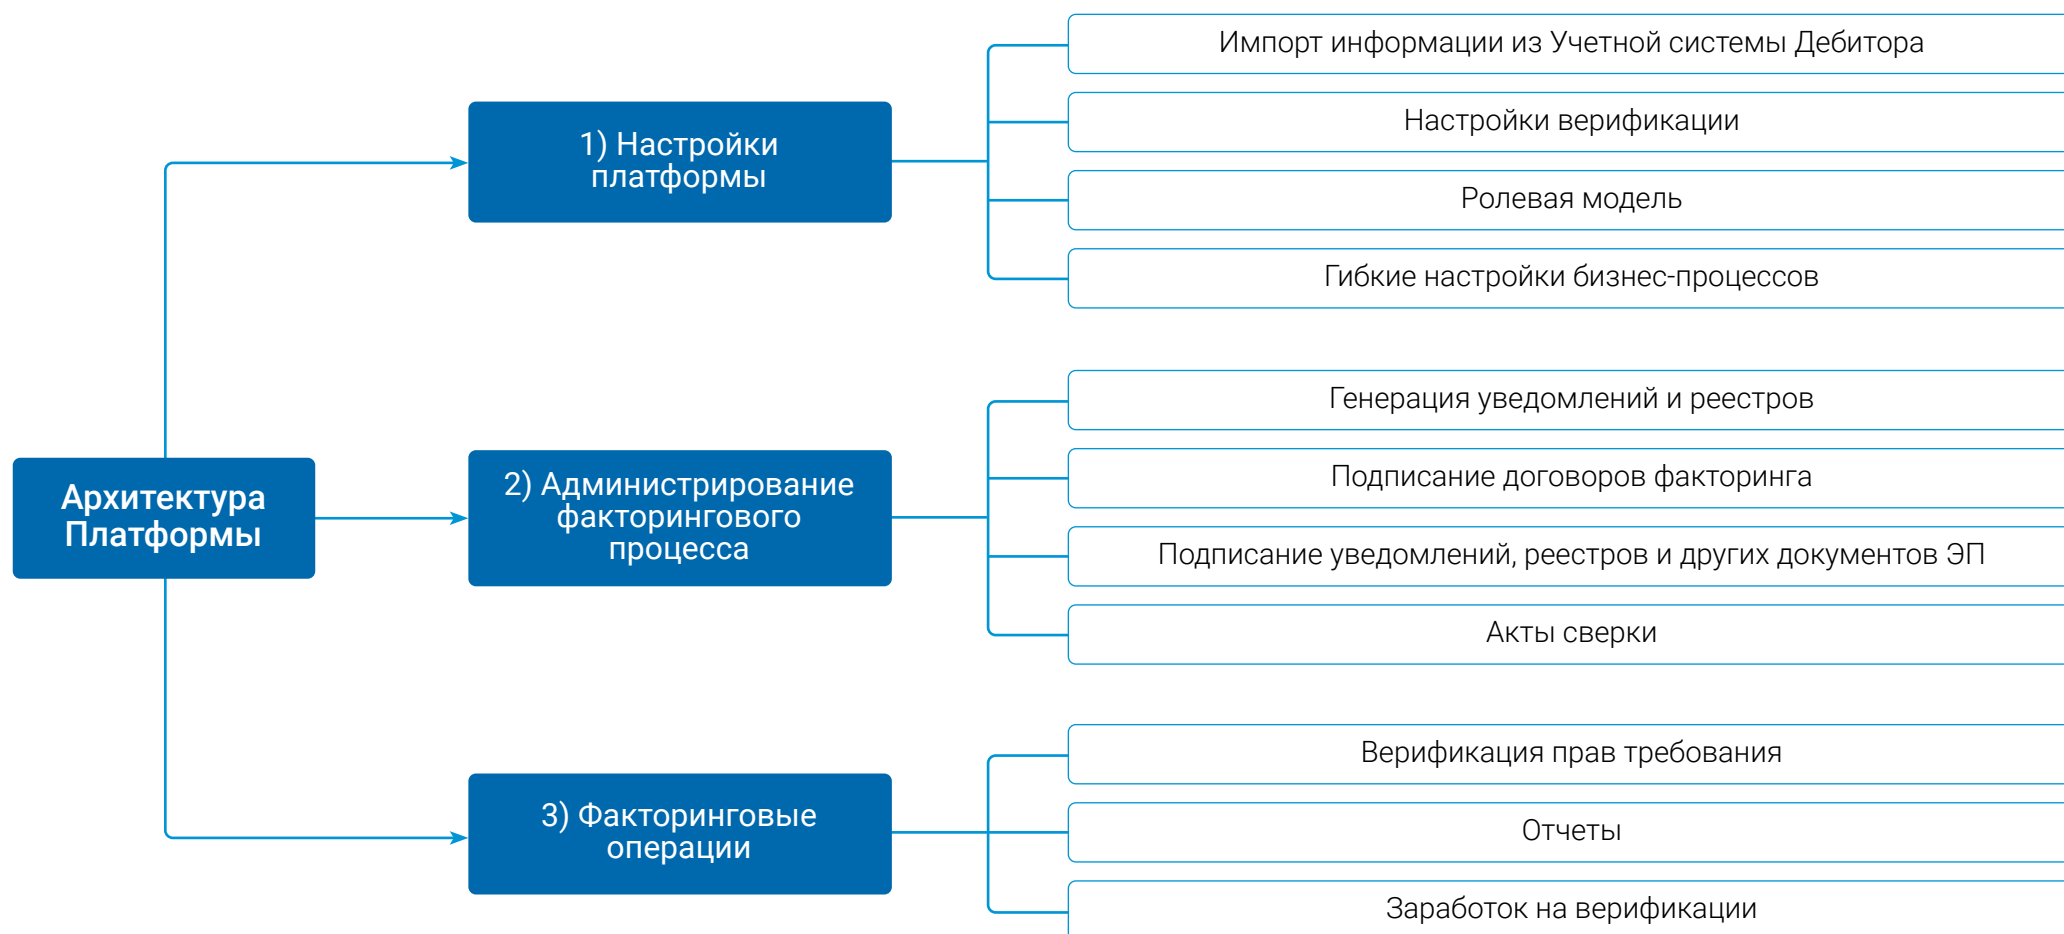 Архитектура
Платформы
1) Настройки
платформы
Импорт информации из Учетной системы Дебитора
Настройки верификации
Ролевая модель
Гибкие настройки бизнес-процессов
2) Администрирование
факторингового
процесса
Генерация уведомлений и реестров
Подписание договоров факторинга
Подписание уведомлений, реестров и других документов ЭП
Акты сверки
3) Факторинговые
операции
Верификация прав требования
Отчеты
Заработок на верификации